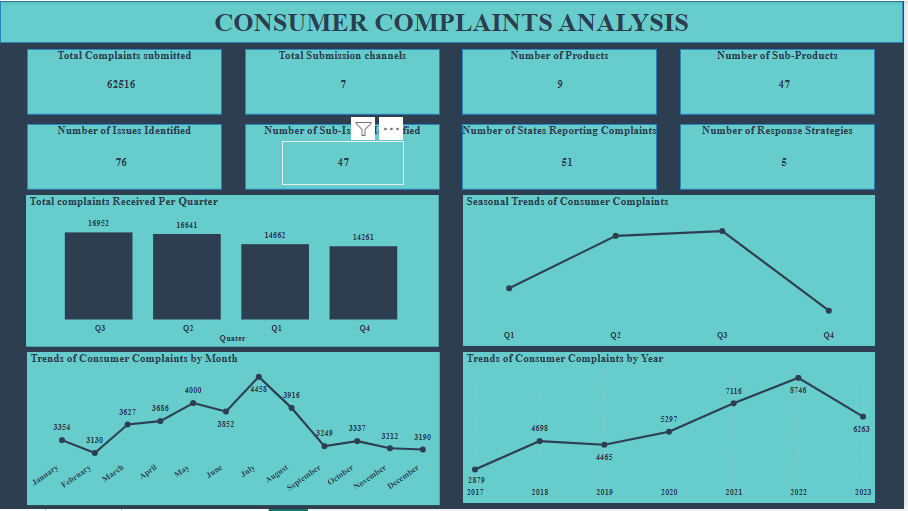 CONSUMER COMPLAINTS ANALYSIS
Total Complaints submitted
62516
Total Submission channels
7
Number of Products
9
Number of Sub-Products
47
Number of Issues Identified
76
Number of Sub-Is
fied
47
Number of States Reporting Complaints
51
Number of Response Strategies
5
Total complaints Received Per Quarter
16952
16641
14662
14261
Q3
Q2
Q1
Q4
Quater
Seasonal Trends of Consumer Complaints
Q1
Q2
Q3
Q4
Trends of Consumer Complaints by Month
3354
3130
3627
3686
4000
3852
4458
3916
3249
3337
3212
3190
January
February
March
April
May
June
July
August
September
October
November
December
Trends of Consumer Complaints by Year
2879
4698
4465
5297
7116
8746
6263
2017
2018
2019
2020
2021
2022
2023